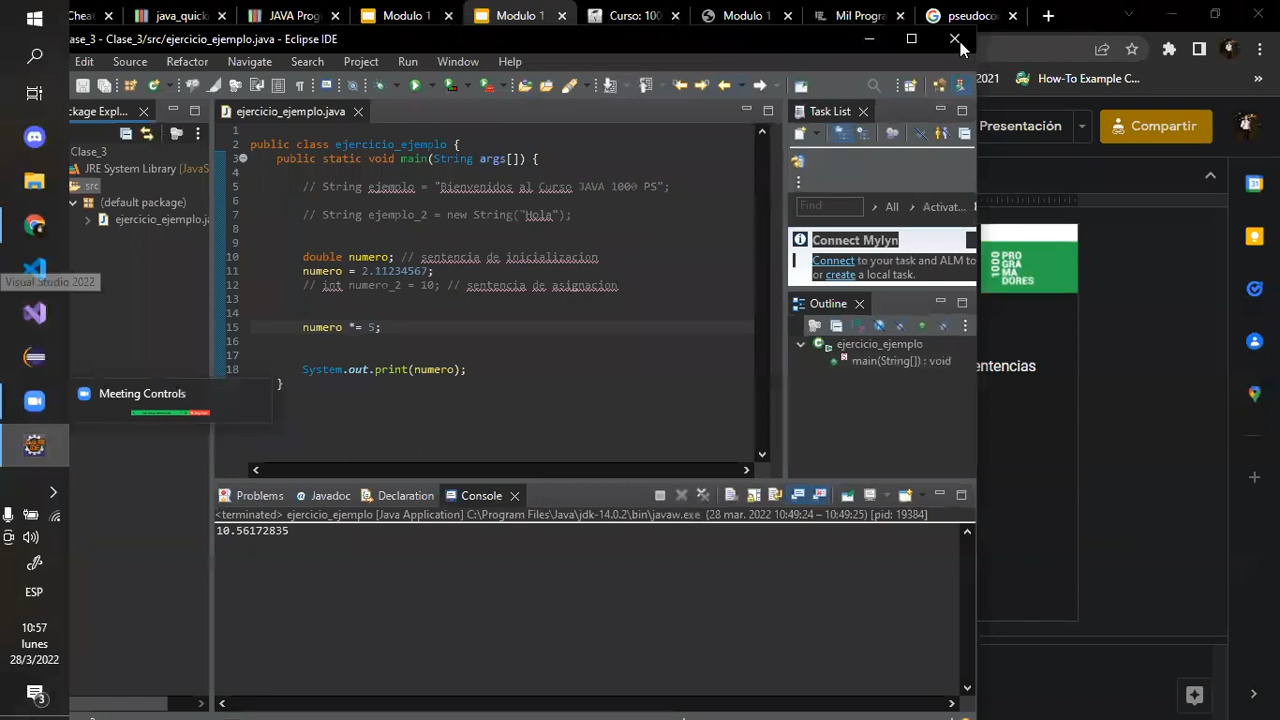 Chea
java_quick
JAVA Prog
Modulo 1
Modulo 1
Curso: 100
Modulo 1
Mil Progra
pseudoco
ase_3 - Clase_3/src/ejercicio_ejemplo.java - Eclipse IDE
Edit Source Refactor Navigate Search Project Run Window Help
2021
How-To Example C...
Presentación
Compartir
ckage Expl...
ejercicio_ejemplo.java
Task List
Clase_3
JRE System Library [JavaS
src
(default package)
ejercicio_ejemplo.ja
1
2 public class ejercicio_ejemplo {
3 public static void main(String args[]) {
4
5 // String ejemplo = "Bienvenidos al Curso JAVA 1000 PS";
6
7 // String ejemplo_2 = new String("Hola");
8
9
10 double numero; // sentencia de inicializacion
11 numero = 2.11234567;
12 // int numero_2 = 10; // sentencia de asignacion
13
14
15 numero *= 5;
16
17
18 System.out.print(numero);
}
Find
All
Activat...
Connect Mylyn
Connect to your task and ALM to
or create a local task.
Outline
ejercicio_ejemplo
main(String[]) : void
1000
PRO
GRA
MA
DORES
entencias
Visual Studio 2022
Meeting Controls
Problems
Javadoc
Declaration
Console
<terminated> ejercicio_ejemplo [Java Application] C:\Program Files\Java\jdk-14.0.2\bin\javaw.exe (28 mar. 2022 10:49:24 – 10:49:25) [pid: 19384]
10.56172835
ESP
10:57
lunes
28/3/2022
3